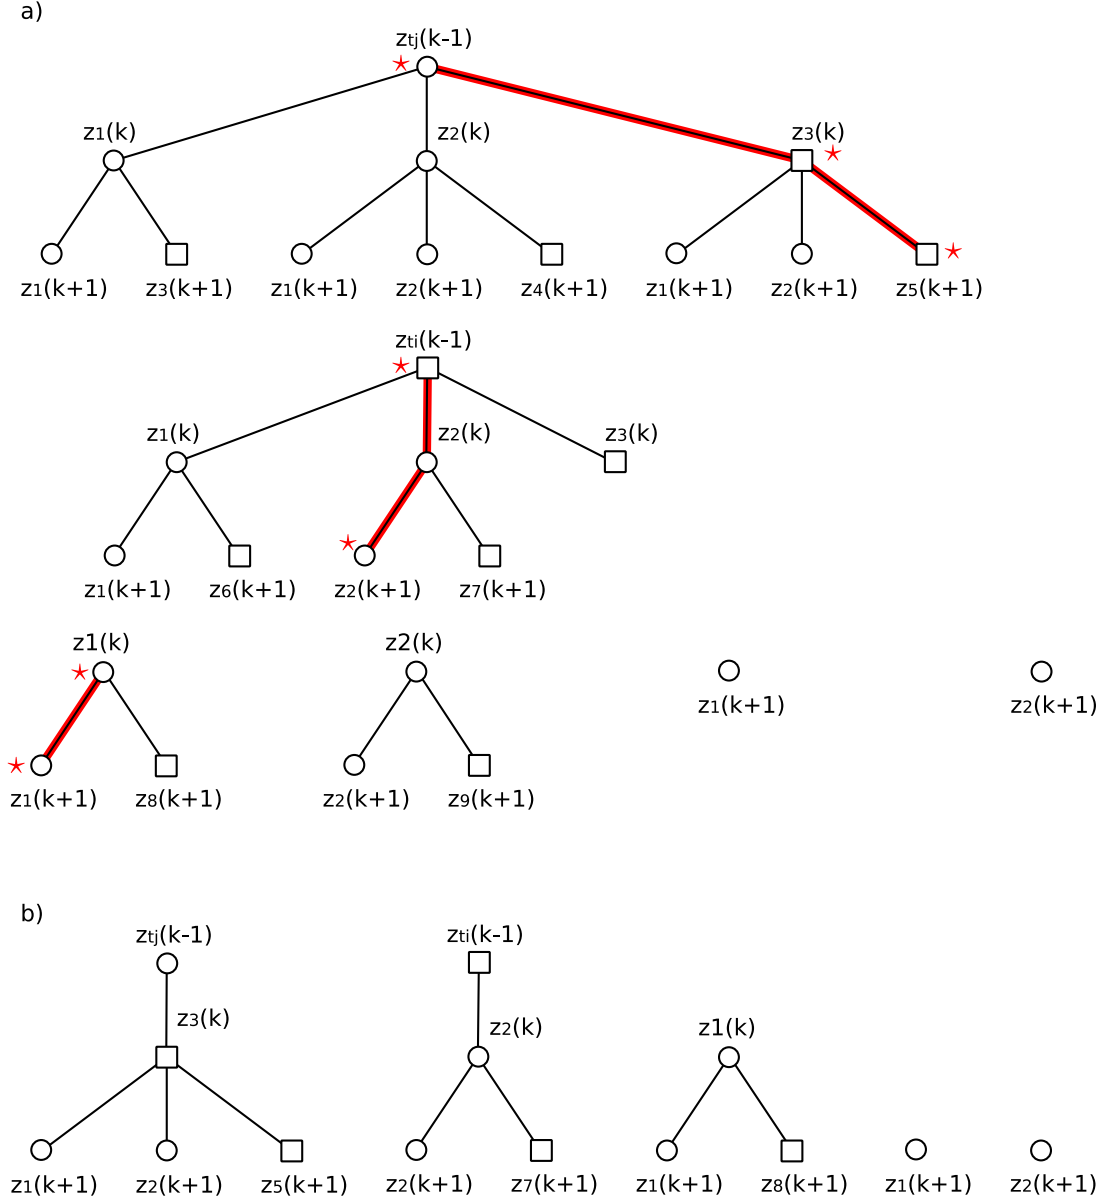 a)
ztj(k-1)
z1(k) z2(k) z3(k)
z1(k+1) z3(k+1) z1(k+1) z2(k+1) z4(k+1) z1(k+1) z2(k+1) z5(k+1)
zti(k-1)
z1(k) z2(k) z3(k)
z1(k+1) z6(k+1) z2(k+1) z7(k+1)
z1(k) z2(k)
z1(k+1) z2(k+1)
z1(k+1) z8(k+1) z2(k+1) z9(k+1)
b)
ztj(k-1) zti(k-1)
z3(k) z2(k) z1(k)
z1(k+1) z2(k+1) z5(k+1) z2(k+1) z7(k+1) z1(k+1) z8(k+1) z1(k+1) z2(k+1)